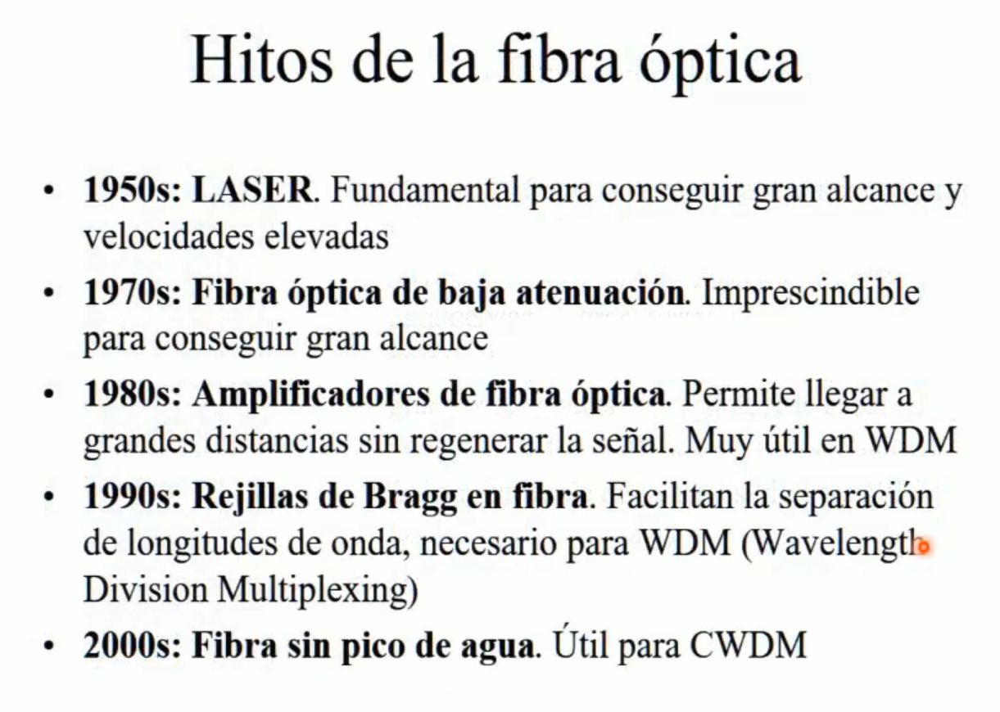 Hitos de la fibra óptica
• 1950s: LASER. Fundamental para conseguir gran alcance y
velocidades elevadas
• 1970s: Fibra óptica de baja atenuación. Imprescindible
para conseguir gran alcance
• 1980s: Amplificadores de fibra óptica. Permite llegar a
grandes distancias sin regenerar la señal. Muy útil en WDM
• 1990s: Rejillas de Bragg en fibra. Facilitan la separación
de longitudes de onda, necesario para WDM (Wavelength
Division Multiplexing)
• 2000s: Fibra sin pico de agua. Útil para CWDM